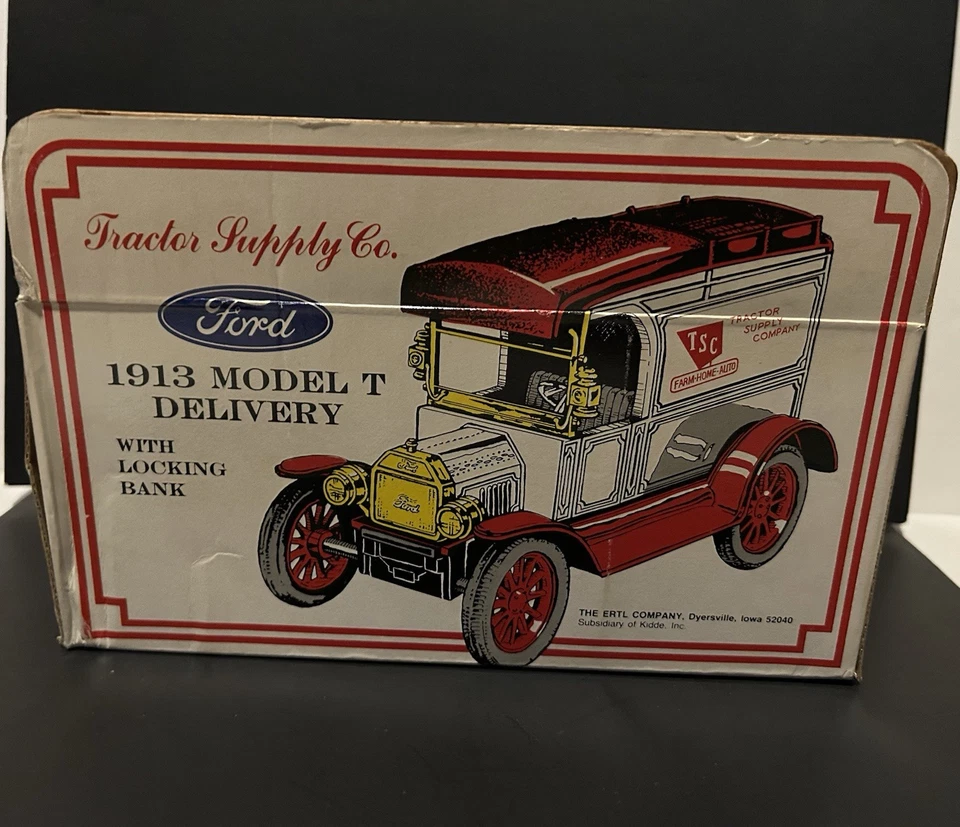 Tractor Supply Co.
Ford
1913 MODEL T
DELIVERY
WITH
LOCKING
BANK
TRACTOR
SUPPLY
COMPANY
TSC
FARM-HOME-AUTO
Ford
Ford
THE ERTL COMPANY, Dyersville, Iowa 52040
Subsidiary of Kidde, Inc.